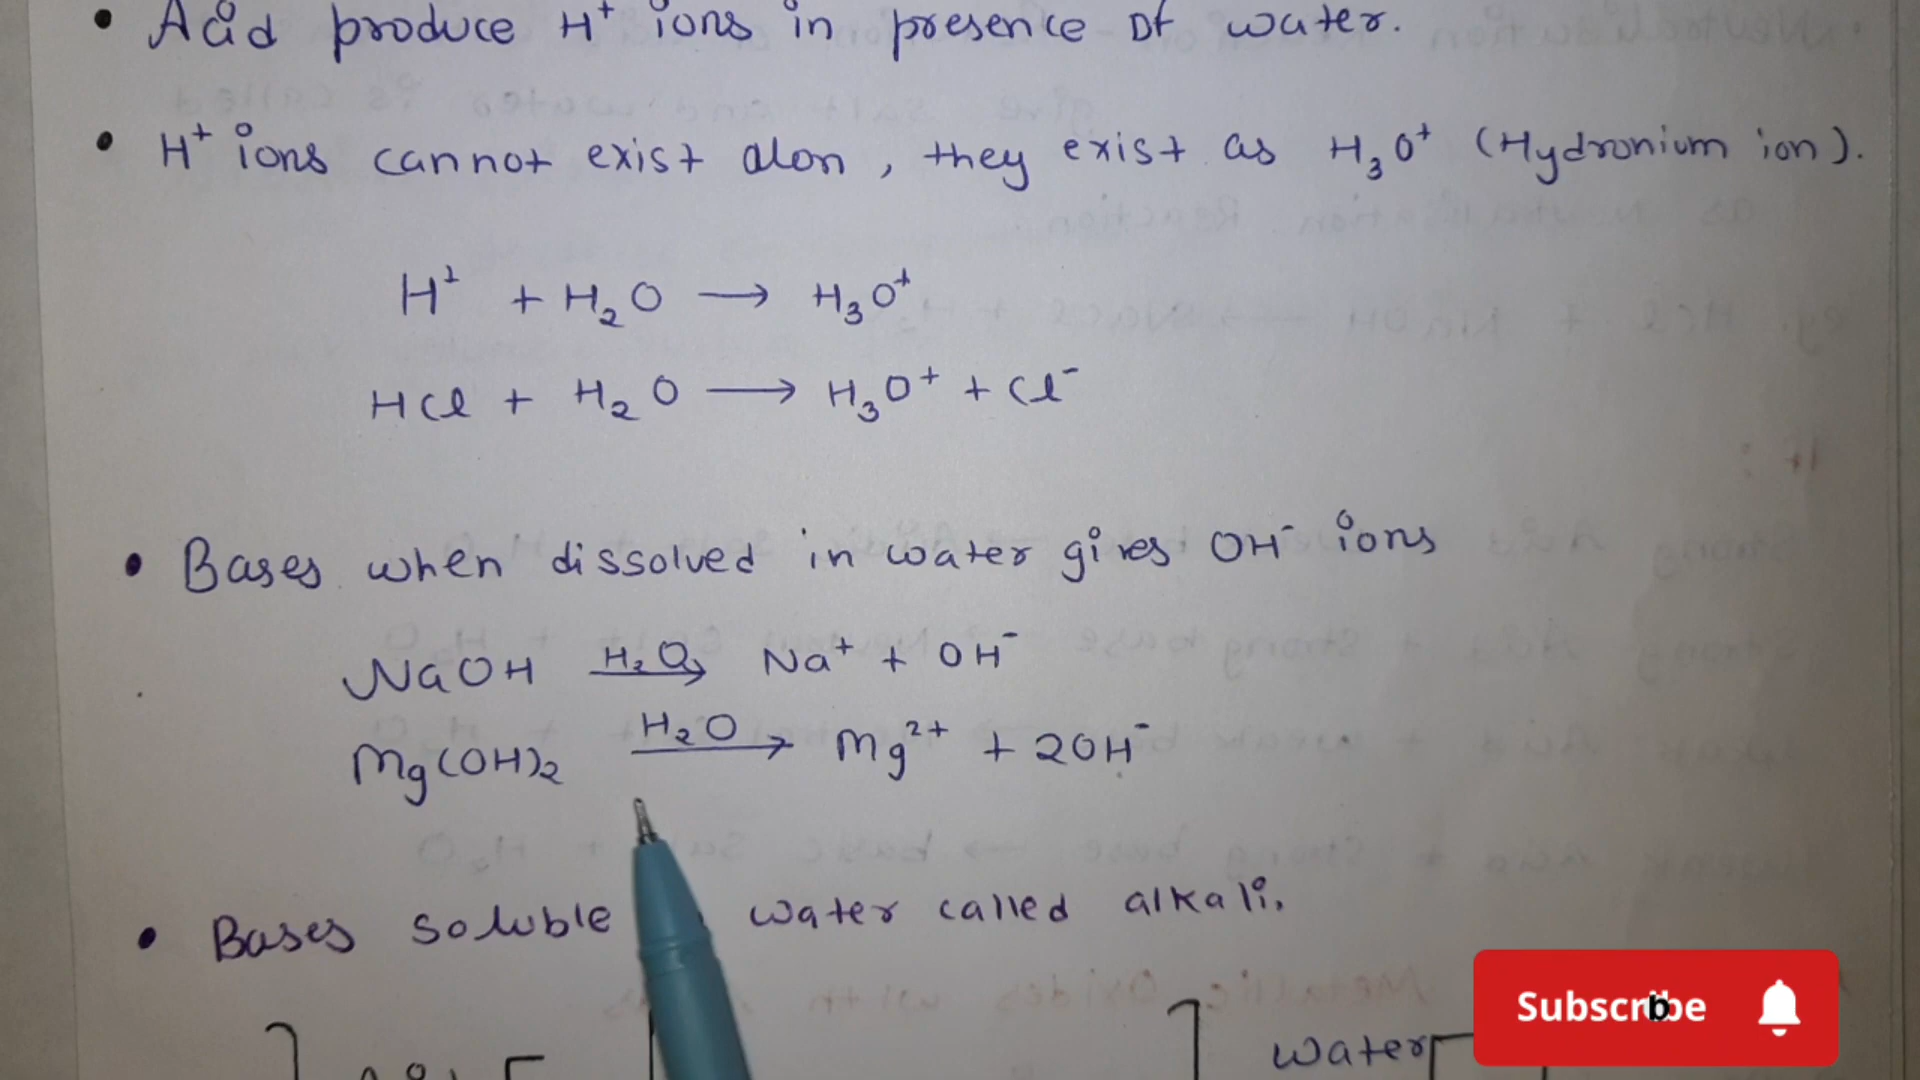 • Acid produce H⁺ ions in presence of water.
• H⁺ ions cannot exist alon, they exist as H₃O⁺ (Hydronium ion).
H⁺ + H₂O → H₃O⁺
HCl + H₂O → H₃O⁺ + Cl⁻
• Bases when dissolved in water gives OH⁻ ions
NaOH —H₂O→ Na⁺ + OH⁻
Mg(OH)₂ —H₂O→ Mg²⁺ + 2OH⁻
• Bases soluble water called alkali.
water
Subscribe